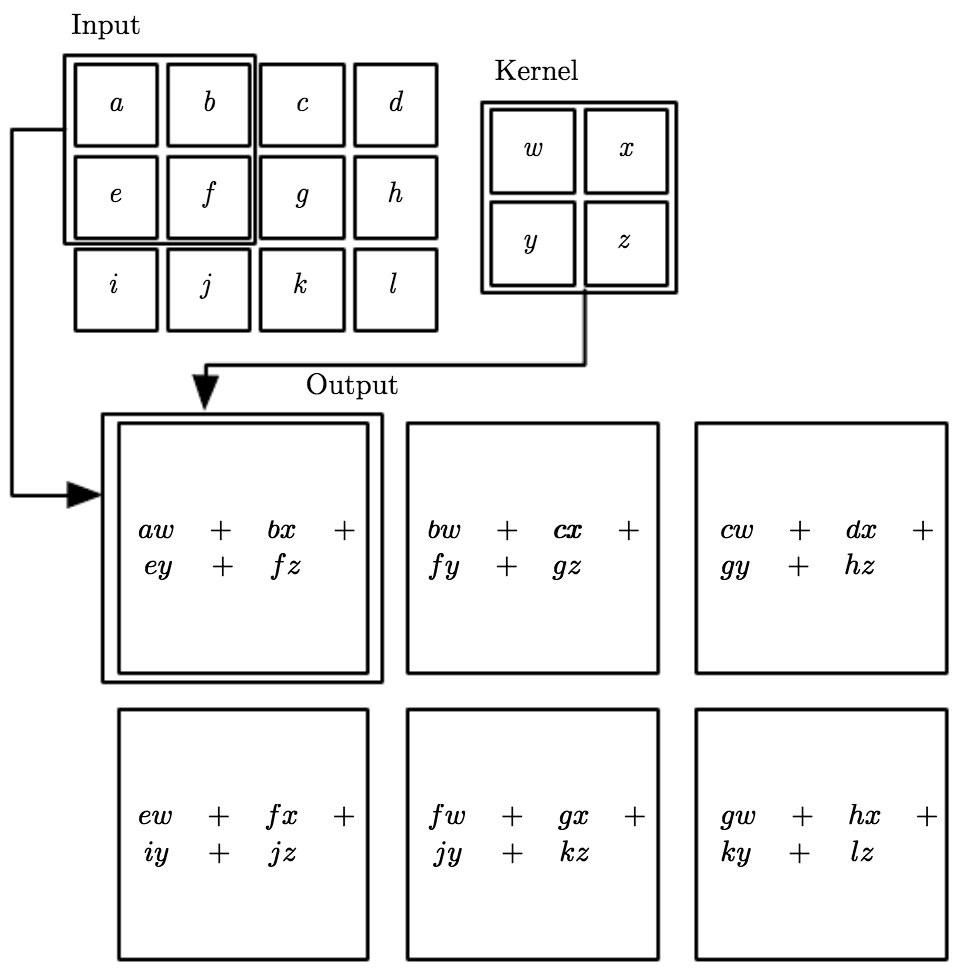 Input
Kernel
a b c d
e f g h
i j k l
w x
y z
Output
aw + bx +
ey + fz
bw + cx +
fy + gz
cw + dx +
gy + hz
ew + fx +
iy + jz
fw + gx +
jy + kz
gw + hx +
ky + lz